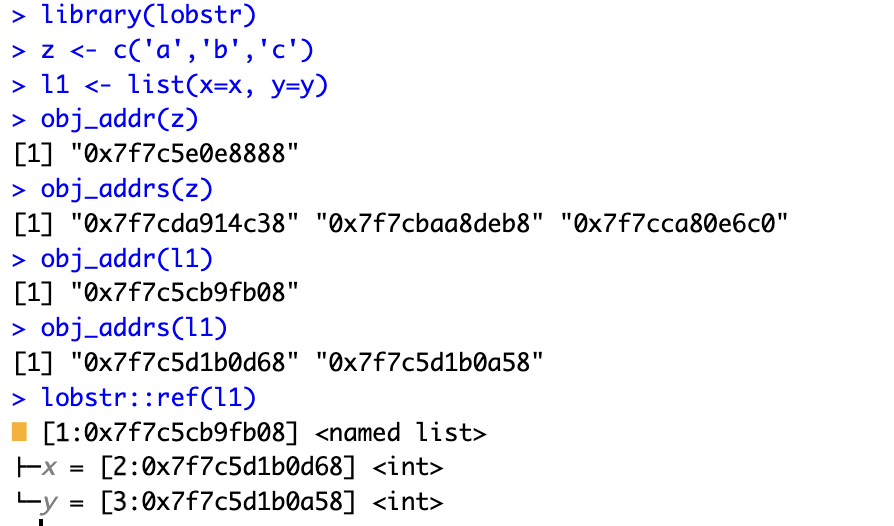 > library(lobstr)
> z <- c('a','b','c')
> l1 <- list(x=x, y=y)
> obj_addr(z)
[1] "0x7f7c5e0e8888"
> obj_addrs(z)
[1] "0x7f7cda914c38" "0x7f7cbaa8deb8" "0x7f7cca80e6c0"
> obj_addr(l1)
[1] "0x7f7c5cb9fb08"
> obj_addrs(l1)
[1] "0x7f7c5d1b0d68" "0x7f7c5d1b0a58"
> lobstr::ref(l1)
█ [1:0x7f7c5cb9fb08] <named list>
├─x = [2:0x7f7c5d1b0d68] <int>
└─y = [3:0x7f7c5d1b0a58] <int>